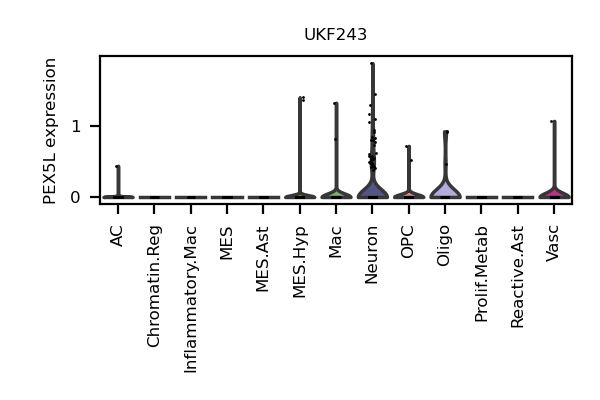 UKF243
PEX5L expression
1
0
AC
Chromatin.Reg
Inflammatory.Mac
MES
MES.Ast
MES.Hyp
Mac
Neuron
OPC
Oligo
Prolif.Metab
Reactive.Ast
Vasc